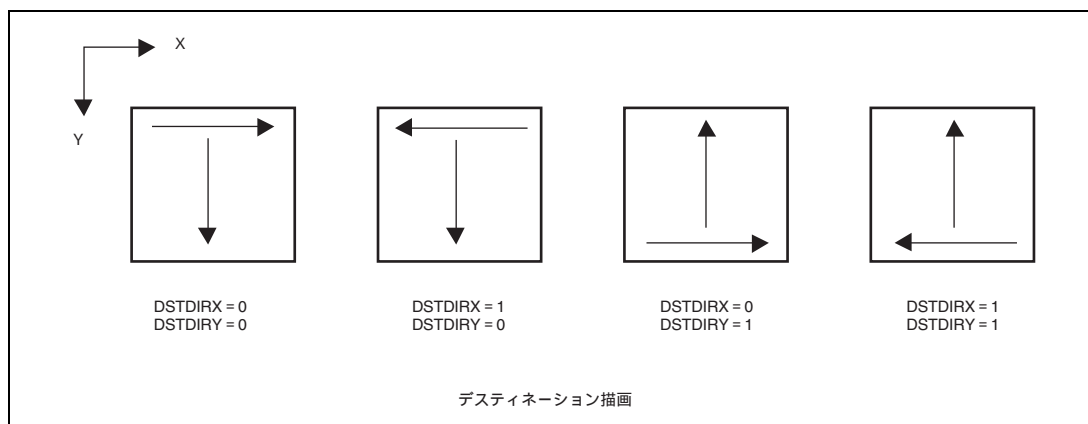 X
Y
DSTDIRX = 0
DSTDIRY = 0
DSTDIRX = 1
DSTDIRY = 0
DSTDIRX = 0
DSTDIRY = 1
DSTDIRX = 1
DSTDIRY = 1
デスティネーション描画